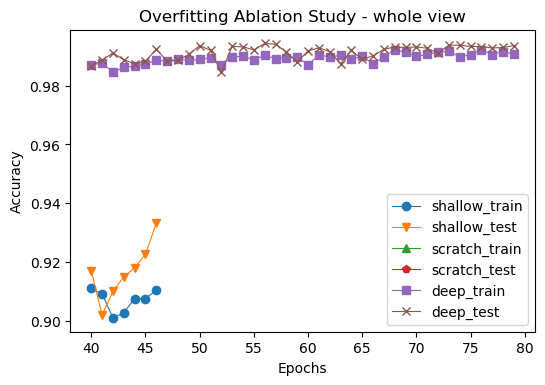 Overfitting Ablation Study - whole view
Accuracy
0.98
0.96
0.94
0.92
0.90
shallow_train
shallow_test
scratch_train
scratch_test
deep_train
deep_test
40 45 50 55 60 65 70 75 80
Epochs